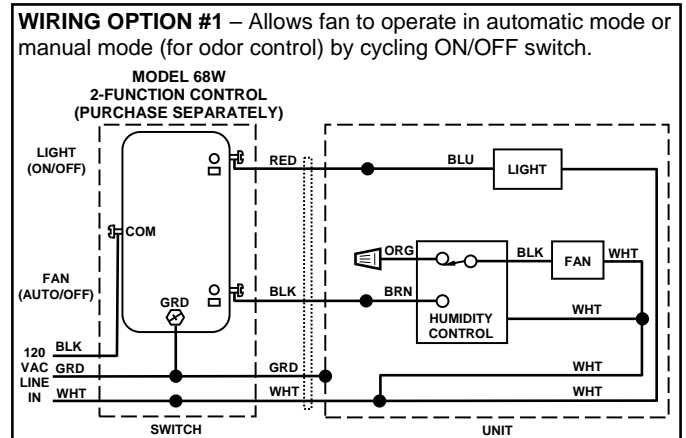 WIRING OPTION #1 – Allows fan to operate in automatic mode or
manual mode (for odor control) by cycling ON/OFF switch.
MODEL 68W
2-FUNCTION CONTROL
(PURCHASE SEPARATELY)
LIGHT
(ON/OFF)
RED
BLU
LIGHT
COM
ORG
BLK
FAN
WHT
FAN
(AUTO/OFF)
GRD
BLK
BRN
HUMIDITY
CONTROL
WHT
120
VAC
LINE
IN
BLK
GRD
GRD
WHT
WHT
WHT
WHT
SWITCH
UNIT